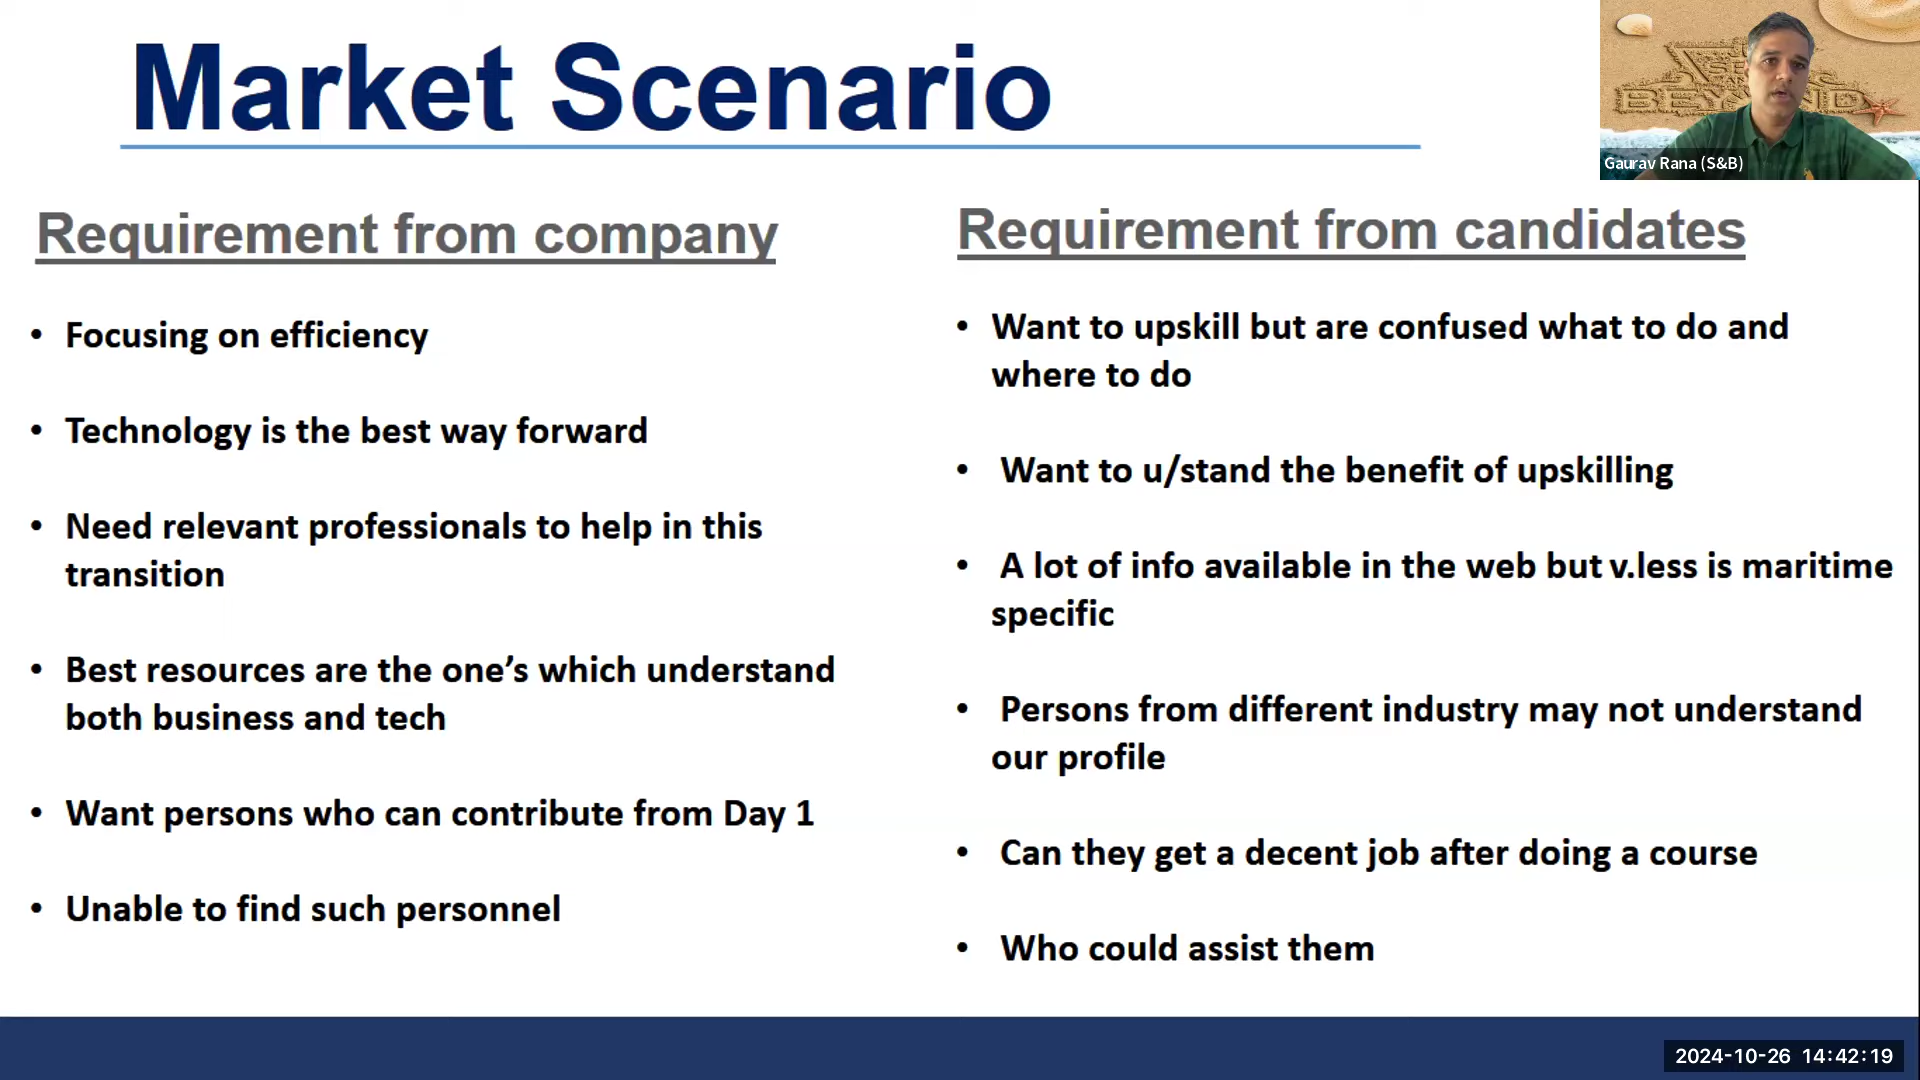 Market Scenario
Requirement from company
• Focusing on efficiency
• Technology is the best way forward
• Need relevant professionals to help in this
transition
• Best resources are the one’s which understand
both business and tech
• Want persons who can contribute from Day 1
• Unable to find such personnel
Requirement from candidates
• Want to upskill but are confused what to do and
where to do
• Want to u/stand the benefit of upskilling
• A lot of info available in the web but v.less is maritime
specific
• Persons from different industry may not understand
our profile
• Can they get a decent job after doing a course
• Who could assist them
BEYOND
Gaurav Rana (S&B)
2024-10-26 14:42:19